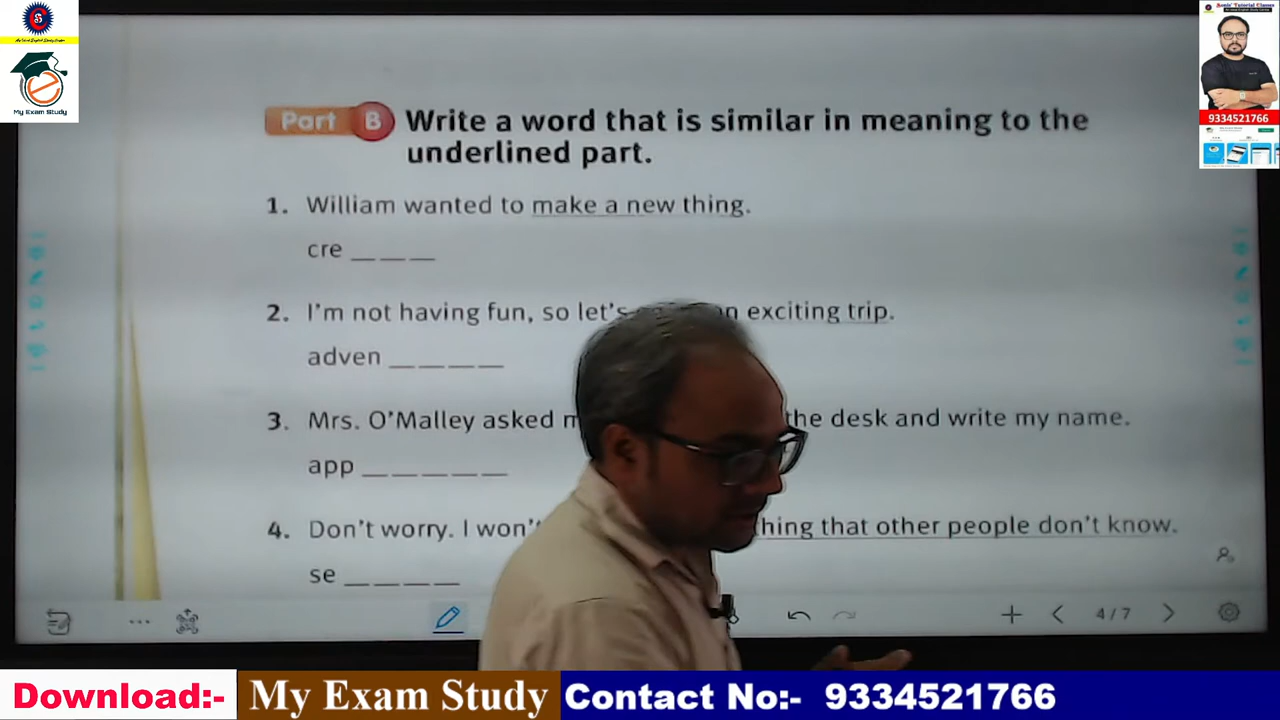 My Exam Study
Part B Write a word that is similar in meaning to the
underlined part.
1. William wanted to make a new thing.
cre _ _ _
2. I'm not having fun, so let's an exciting trip.
adven _ _ _ _
3. Mrs. O'Malley asked the desk and write my name.
app _ _ _ _ _
4. Don't worry. I won't that other people don't know.
se _ _ _ _
4/7
Sonis' Tutorial Classes
9334521766
Download:- My Exam Study Contact No:- 9334521766